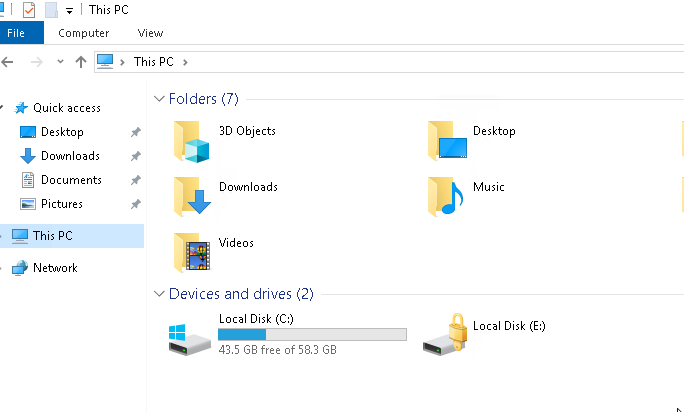 This PC
File Computer View
This PC
Folders (7)
Quick access
3D Objects
Desktop
Desktop
Downloads
Documents
Downloads
Music
Pictures
This PC
Videos
Network
Devices and drives (2)
Local Disk (C:)
43.5 GB free of 58.3 GB
Local Disk (E:)